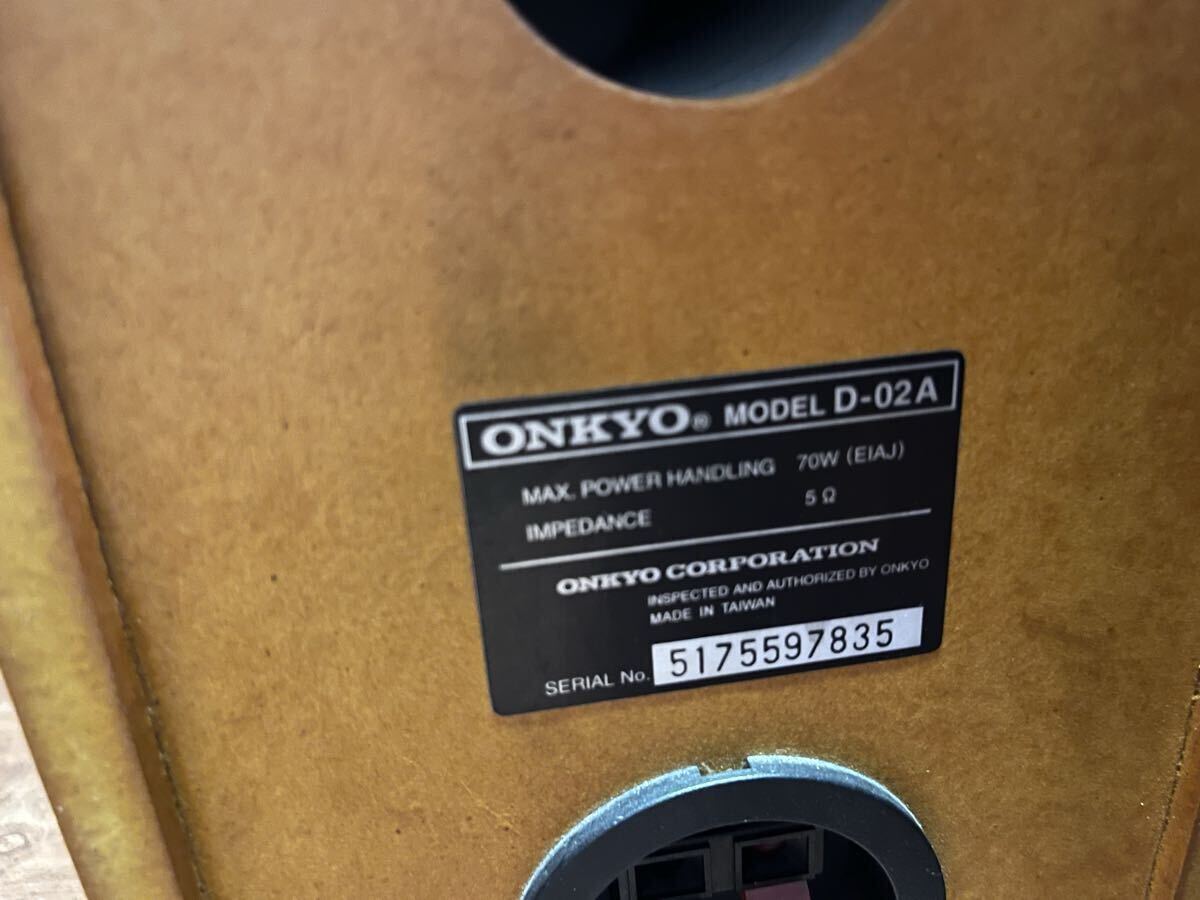 ONKYO® MODEL D-02A
MAX. POWER HANDLING 70W (EIAJ)
IMPEDANCE 5 Ω
ONKYO CORPORATION
INSPECTED AND AUTHORIZED BY ONKYO
MADE IN TAIWAN
SERIAL No. 5175597835